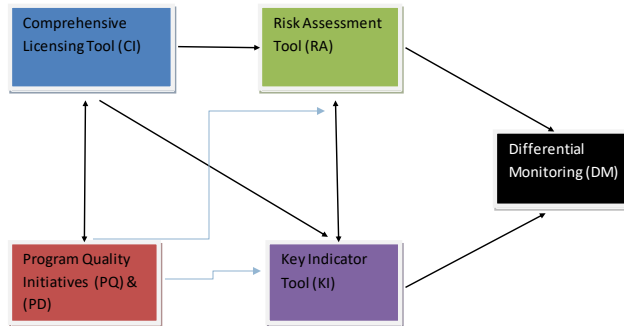 Comprehensive
Licensing Tool (CI)
Risk Assessment
Tool (RA)
Differential
Monitoring (DM)
Program Quality
Initiatives (PQ) &
(PD)
Key Indicator
Tool (KI)